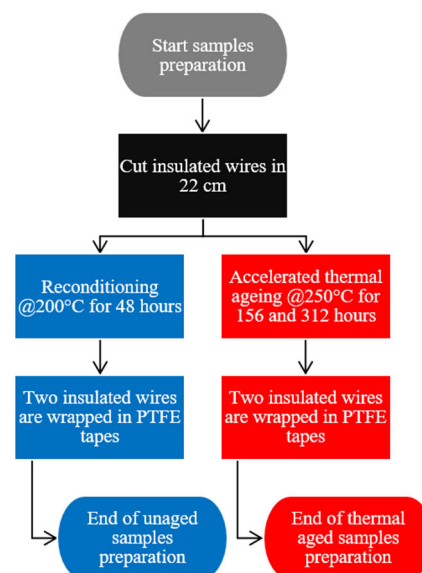 Start samples
preparation
Cut insulated wires in
22 cm
Reconditioning
@200°C for 48 hours
Accelerated thermal
ageing @250°C for
156 and 312 hours
Two insulated wires
are wrapped in PTFE
tapes
Two insulated wires
are wrapped in PTFE
tapes
End of unaged
samples
preparation
End of thermal
aged samples
preparation